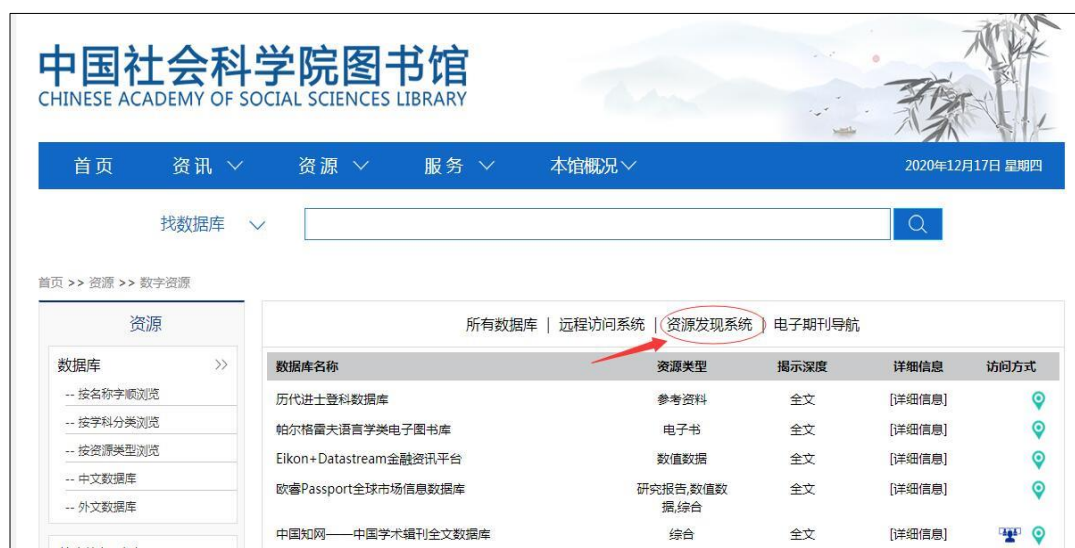 中国社会科学院图书馆
CHINESE ACADEMY OF SOCIAL SCIENCES LIBRARY
首页 资讯 资源 服务 本馆概况 2020年12月17日 星期四
找数据库
首页 >> 资源 >> 数字资源
资源
数据库 >>
-- 按名称字顺浏览
-- 按学科分类浏览
-- 按资源类型浏览
-- 中文数据库
-- 外文数据库
所有数据库 | 远程访问系统 | 资源发现系统 | 电子期刊导航
数据库名称 资源类型 揭示深度 详细信息 访问方式
历代进士登科数据库 参考资料 全文 [详细信息]
帕尔格雷夫语言学类电子图书库 电子书 全文 [详细信息]
Eikon+Datastream金融资讯平台 数值数据 全文 [详细信息]
欧睿Passport全球市场信息数据库 研究报告,数值数 全文 [详细信息]
据,综合
中国知网——中国学术辑刊全文数据库 综合 全文 [详细信息]